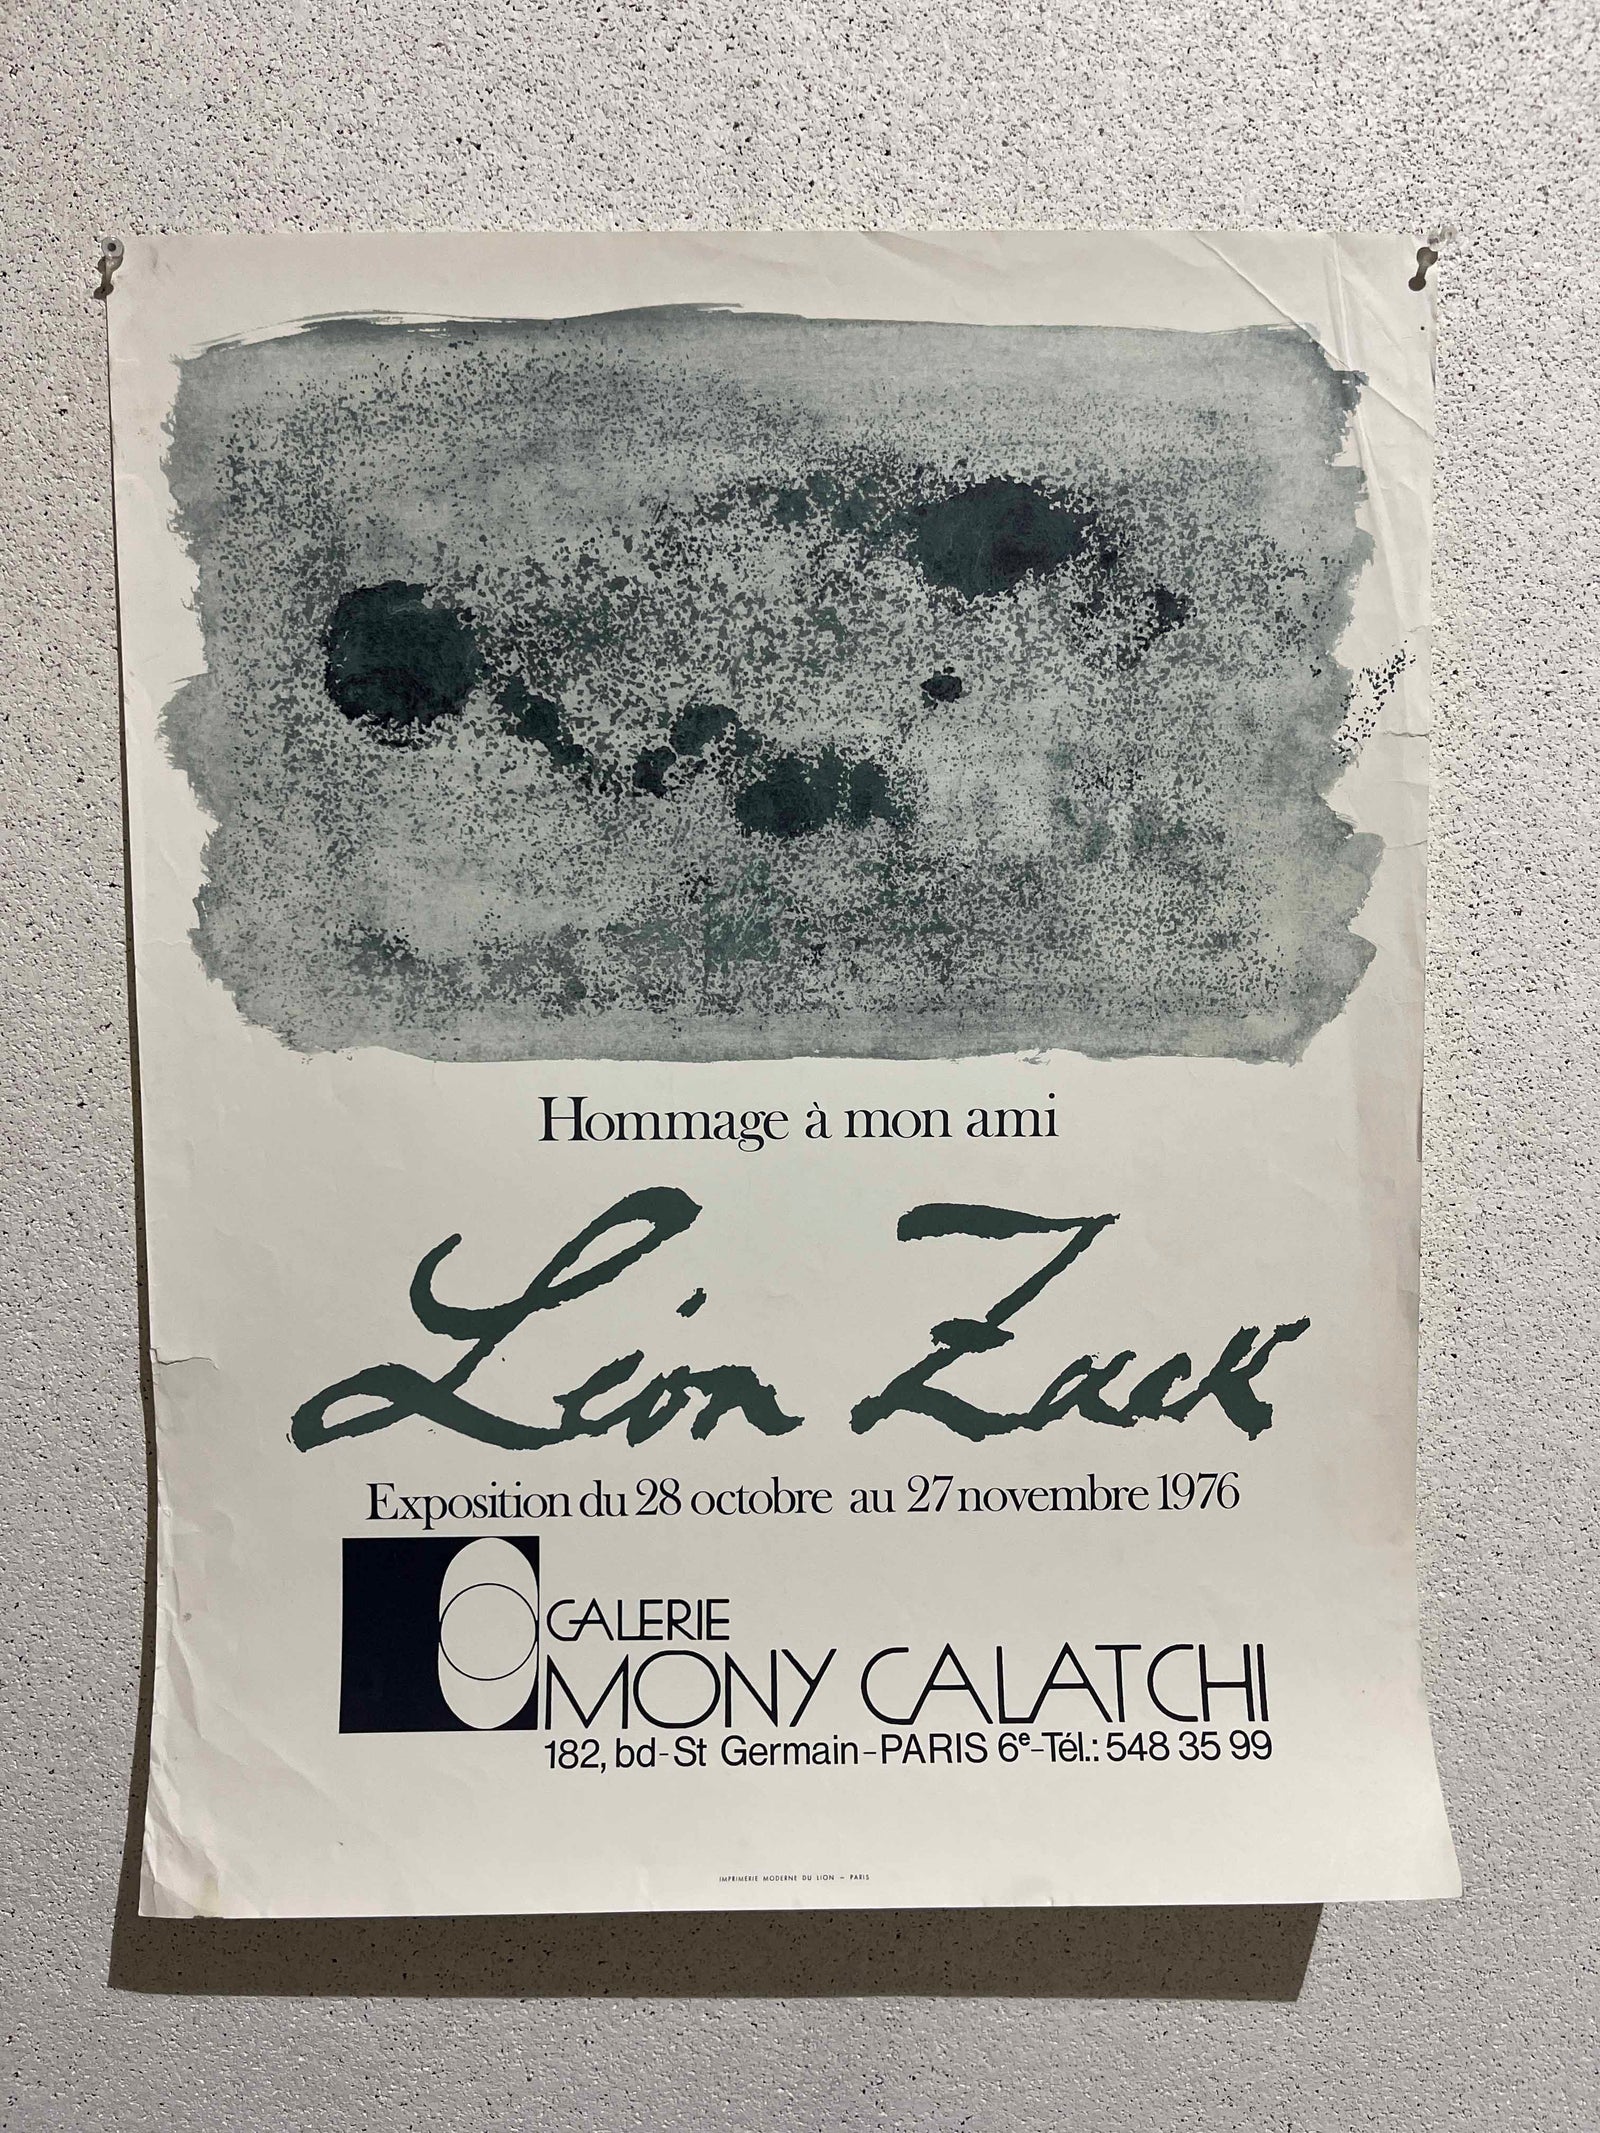 Hommage à mon ami
Léon Zack
Exposition du 28 octobre au 27 novembre 1976
GALERIE
MONY CALATCHI
182, bd-St Germain-PARIS 6e-Tél.: 548 35 99
IMPRIMERIE MODERNE DU LION - PARIS